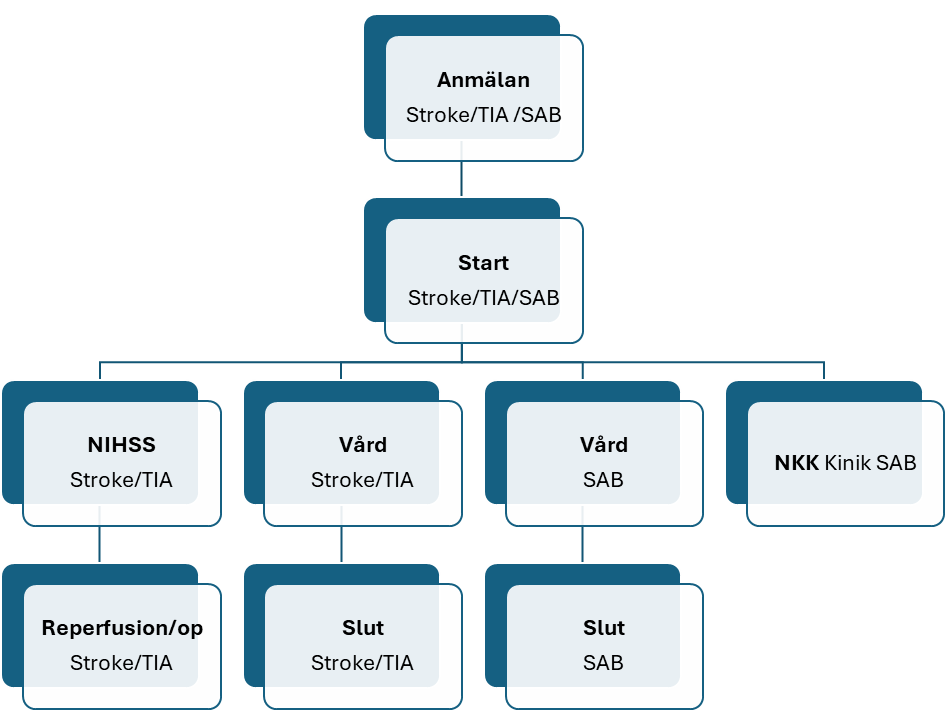 Anmälan
Stroke/TIA /SAB
Start
Stroke/TIA/SAB
NIHSS
Stroke/TIA
Vård
Stroke/TIA
Vård
SAB
NKK Kinik SAB
Reperfusion/op
Stroke/TIA
Slut
Stroke/TIA
Slut
SAB